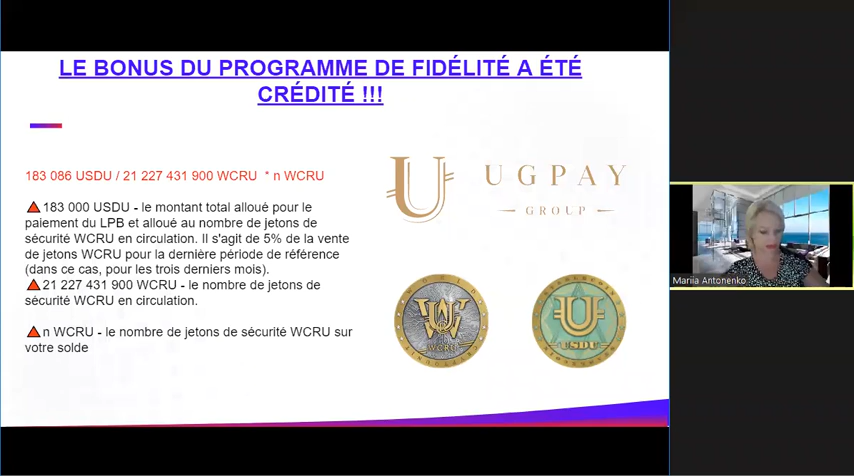 LE BONUS DU PROGRAMME DE FIDÉLITÉ A ÉTÉ
CRÉDITÉ !!!
183 086 USDU / 21 227 431 900 WCRU * n WCRU
183 000 USDU - le montant total alloué pour le
paiement du LPB et alloué au nombre de jetons de
sécurité WCRU en circulation. Il s'agit de 5% de la vente
de jetons WCRU pour la dernière période de référence
(dans ce cas, pour les trois derniers mois).
21 227 431 900 WCRU - le nombre de jetons de
sécurité WCRU en circulation.
n WCRU - le nombre de jetons de sécurité WCRU sur
votre solde
UGPAY
GROUP
WCRU
USDU
Mariia Antonenko